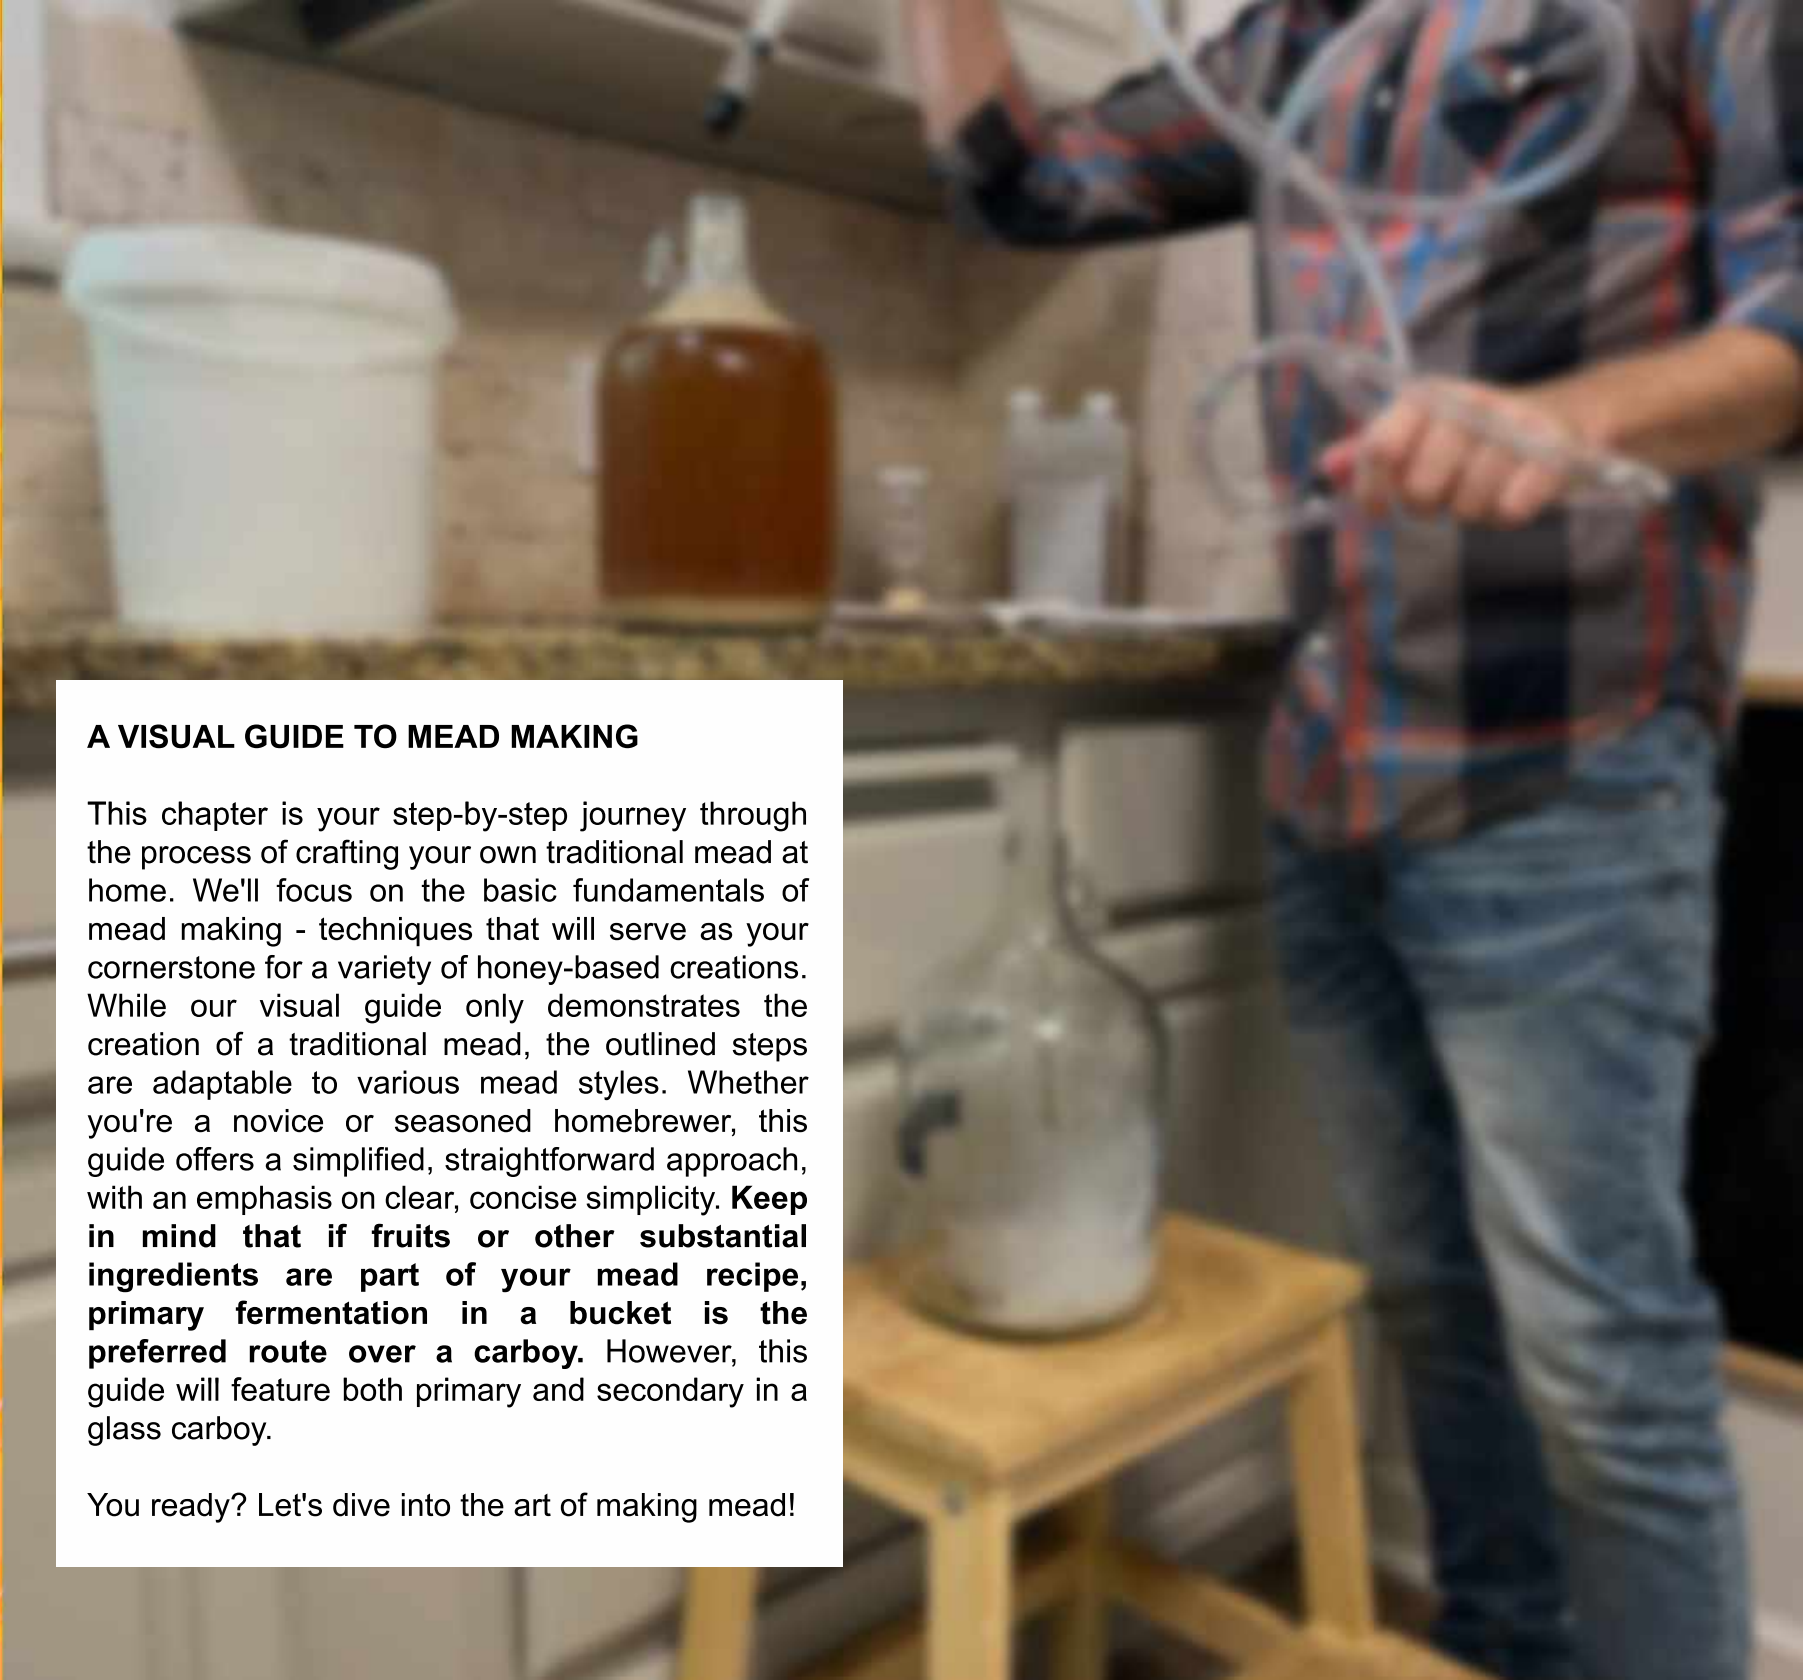 A VISUAL GUIDE TO MEAD MAKING
This chapter is your step-by-step journey through
the process of crafting your own traditional mead at
home. We'll focus on the basic fundamentals of
mead making - techniques that will serve as your
cornerstone for a variety of honey-based creations.
While our visual guide only demonstrates the
creation of a traditional mead, the outlined steps
are adaptable to various mead styles. Whether
you're a novice or seasoned homebrewer, this
guide offers a simplified, straightforward approach,
with an emphasis on clear, concise simplicity. Keep
in mind that if fruits or other substantial
ingredients are part of your mead recipe,
primary fermentation in a bucket is the
preferred route over a carboy. However, this
guide will feature both primary and secondary in a
glass carboy.
You ready? Let's dive into the art of making mead!